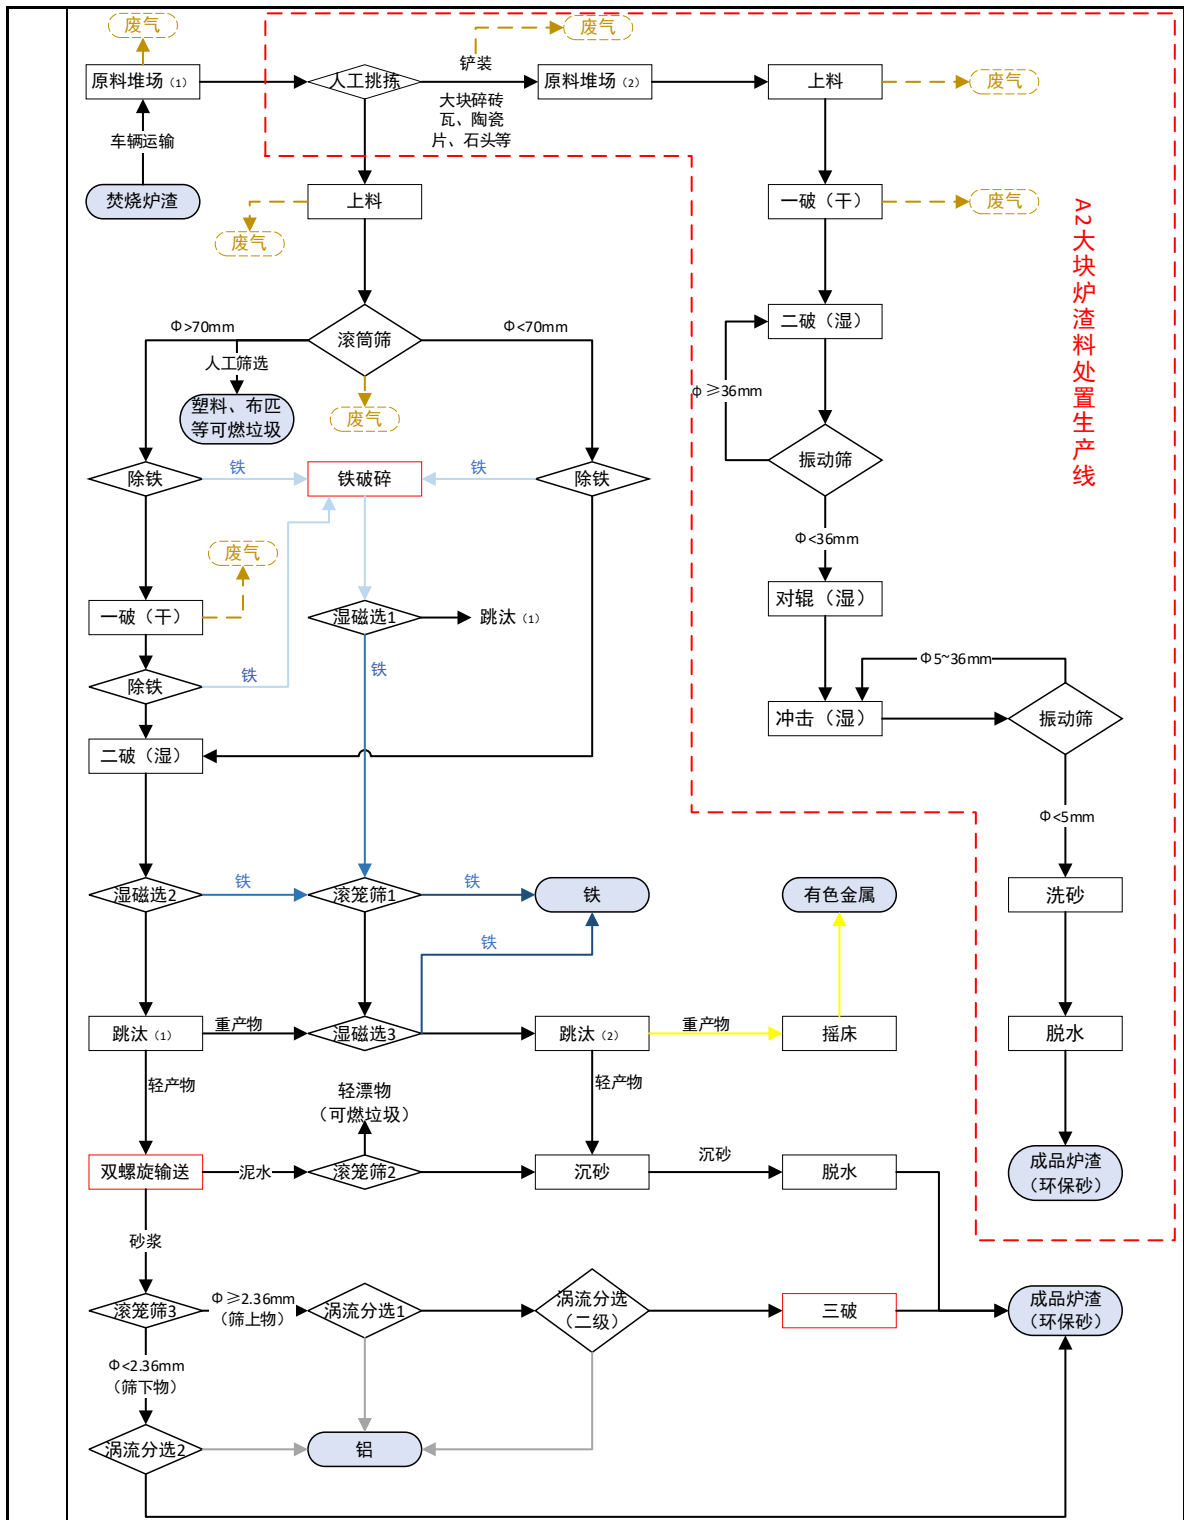 废气
废气
铲装
原料堆场（1）
人工挑拣
原料堆场（2）
上料
废气
大块碎砖
瓦、陶瓷
片、石头等
车辆运输
焚烧炉渣
上料
一破（干）
废气
废气
A2大块炉渣料处置生产线
Φ>70mm
滚筒筛
Φ<70mm
二破（湿）
人工筛选
塑料、布匹
等可燃垃圾
废气
Φ≥36mm
除铁
铁
铁破碎
铁
除铁
振动筛
Φ<36mm
废气
一破（干）
湿磁选1
跳汰（1）
对辊（湿）
铁
Φ5~36mm
除铁
铁
冲击（湿）
振动筛
二破（湿）
Φ<5mm
湿磁选2
铁
滚笼筛1
铁
铁
有色金属
洗砂
铁
跳汰（1）
重产物
湿磁选3
跳汰（2）
重产物
摇床
脱水
轻产物
轻漂物
（可燃垃圾）
轻产物
双螺旋输送
泥水
滚笼筛2
沉砂
沉砂
脱水
成品炉渣
（环保砂）
砂浆
滚笼筛3
Φ≥2.36mm
（筛上物）
涡流分选1
涡流分选
（二级）
三破
成品炉渣
（环保砂）
Φ<2.36mm
（筛下物）
涡流分选2
铝